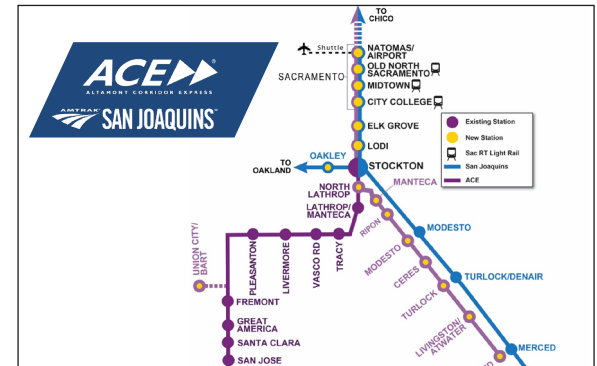 TO
CHICO
Shuttle
NATOMAS/
AIRPORT
OLD NORTH
SACRAMENTO
SACRAMENTO
MIDTOWN
CITY COLLEGE
ACE
ALTAMONT CORRIDOR EXPRESS
AMTRAK
SAN JOAQUINS
ELK GROVE
LODI
Existing Station
New Station
Sac RT Light Rail
San Joaquins
ACE
TO
OAKLAND
OAKLEY
STOCKTON
NORTH
LATHROP
MANTECA
LATHROP/
MANTECA
RIPON
MODESTO
MODESTO
CERES
TURLOCK/DENAIR
TURLOCK
LIVINGSTON/
ATWATER
MERCED
UNION CITY/
BART
PLEASANTON
LIVERMORE
VASCO RD
TRACY
FREMONT
GREAT
AMERICA
SANTA CLARA
SAN JOSE